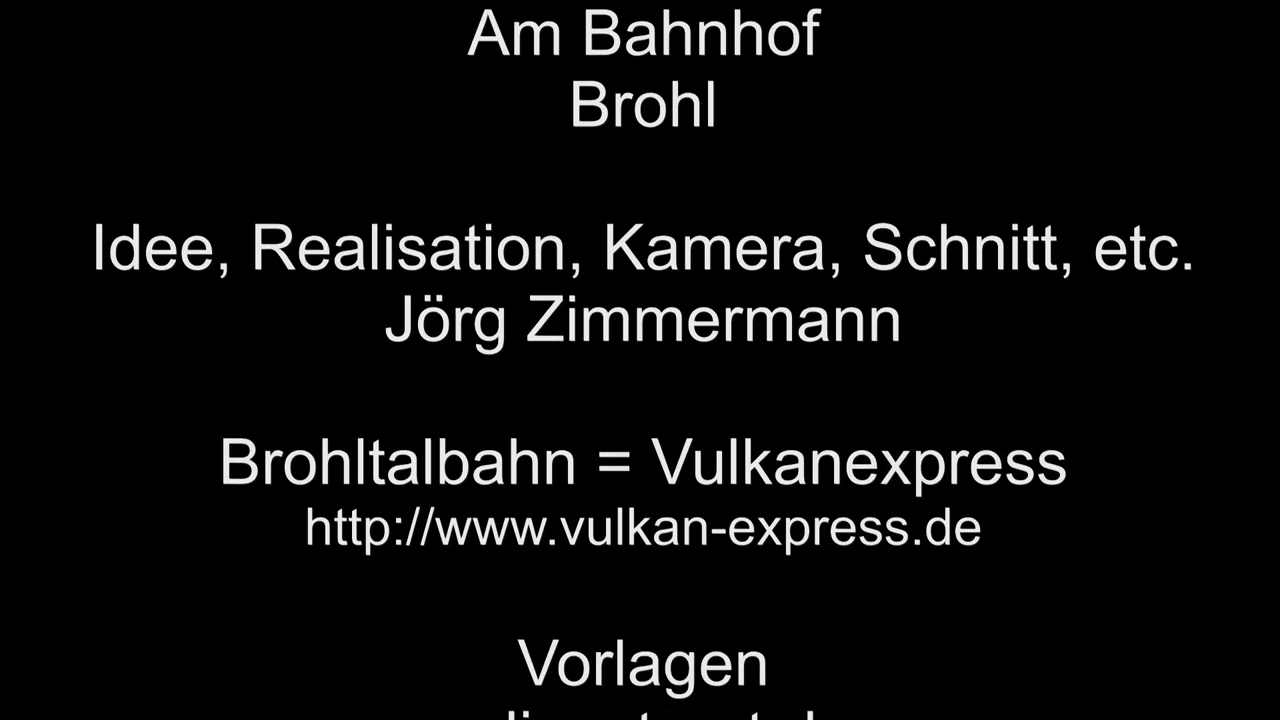 Am Bahnhof
Brohl
Idee, Realisation, Kamera, Schnitt, etc.
Jörg Zimmermann
Brohltalbahn = Vulkanexpress
http://www.vulkan-express.de
Vorlagen